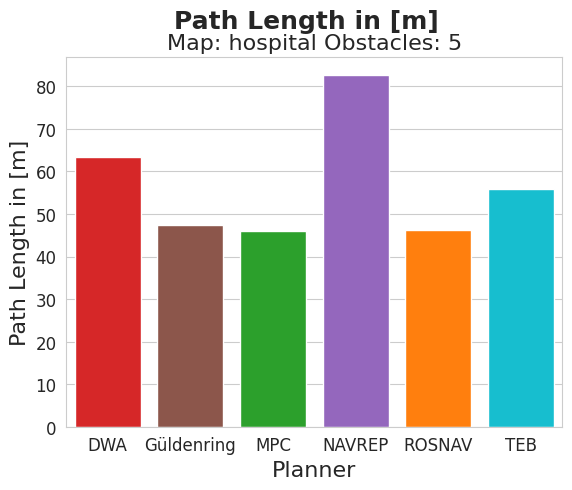 Path Length in [m]
Map: hospital Obstacles: 5
Path Length in [m]
80
70
60
50
40
30
20
10
0
DWA Güldenring MPC NAVREP ROSNAV TEB
Planner